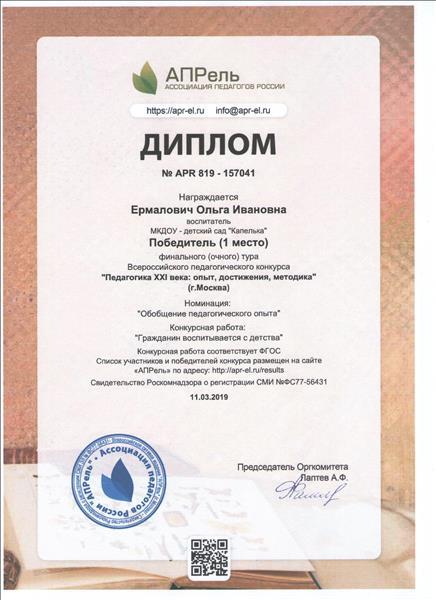 АПРель
АССОЦИАЦИЯ ПЕДАГОГОВ РОССИИ
https://apr-el.ru info@apr-el.ru
ДИПЛОМ
№ APR 819 - 157041
Награждается
Ермалович Ольга Ивановна
воспитатель
МКДОУ - детский сад "Капелька"
Победитель (1 место)
финального (очного) тура
Всероссийского педагогического конкурса
"Педагогика XXI века: опыт, достижения, методика"
(г.Москва)
Номинация:
"Обобщение педагогического опыта"
Конкурсная работа:
"Гражданин воспитывается с детства"
Конкурсная работа соответствует ФГОС
Список участников и победителей конкурса размещен на сайте
«АПРель» по адресу: http://apr-el.ru/results
Свидетельство Роскомнадзора о регистрации СМИ №ФС77-56431
11.03.2019
Председатель Оргкомитета
Лаптев А.Ф.
Ассоциация педагогов России "АПРель"